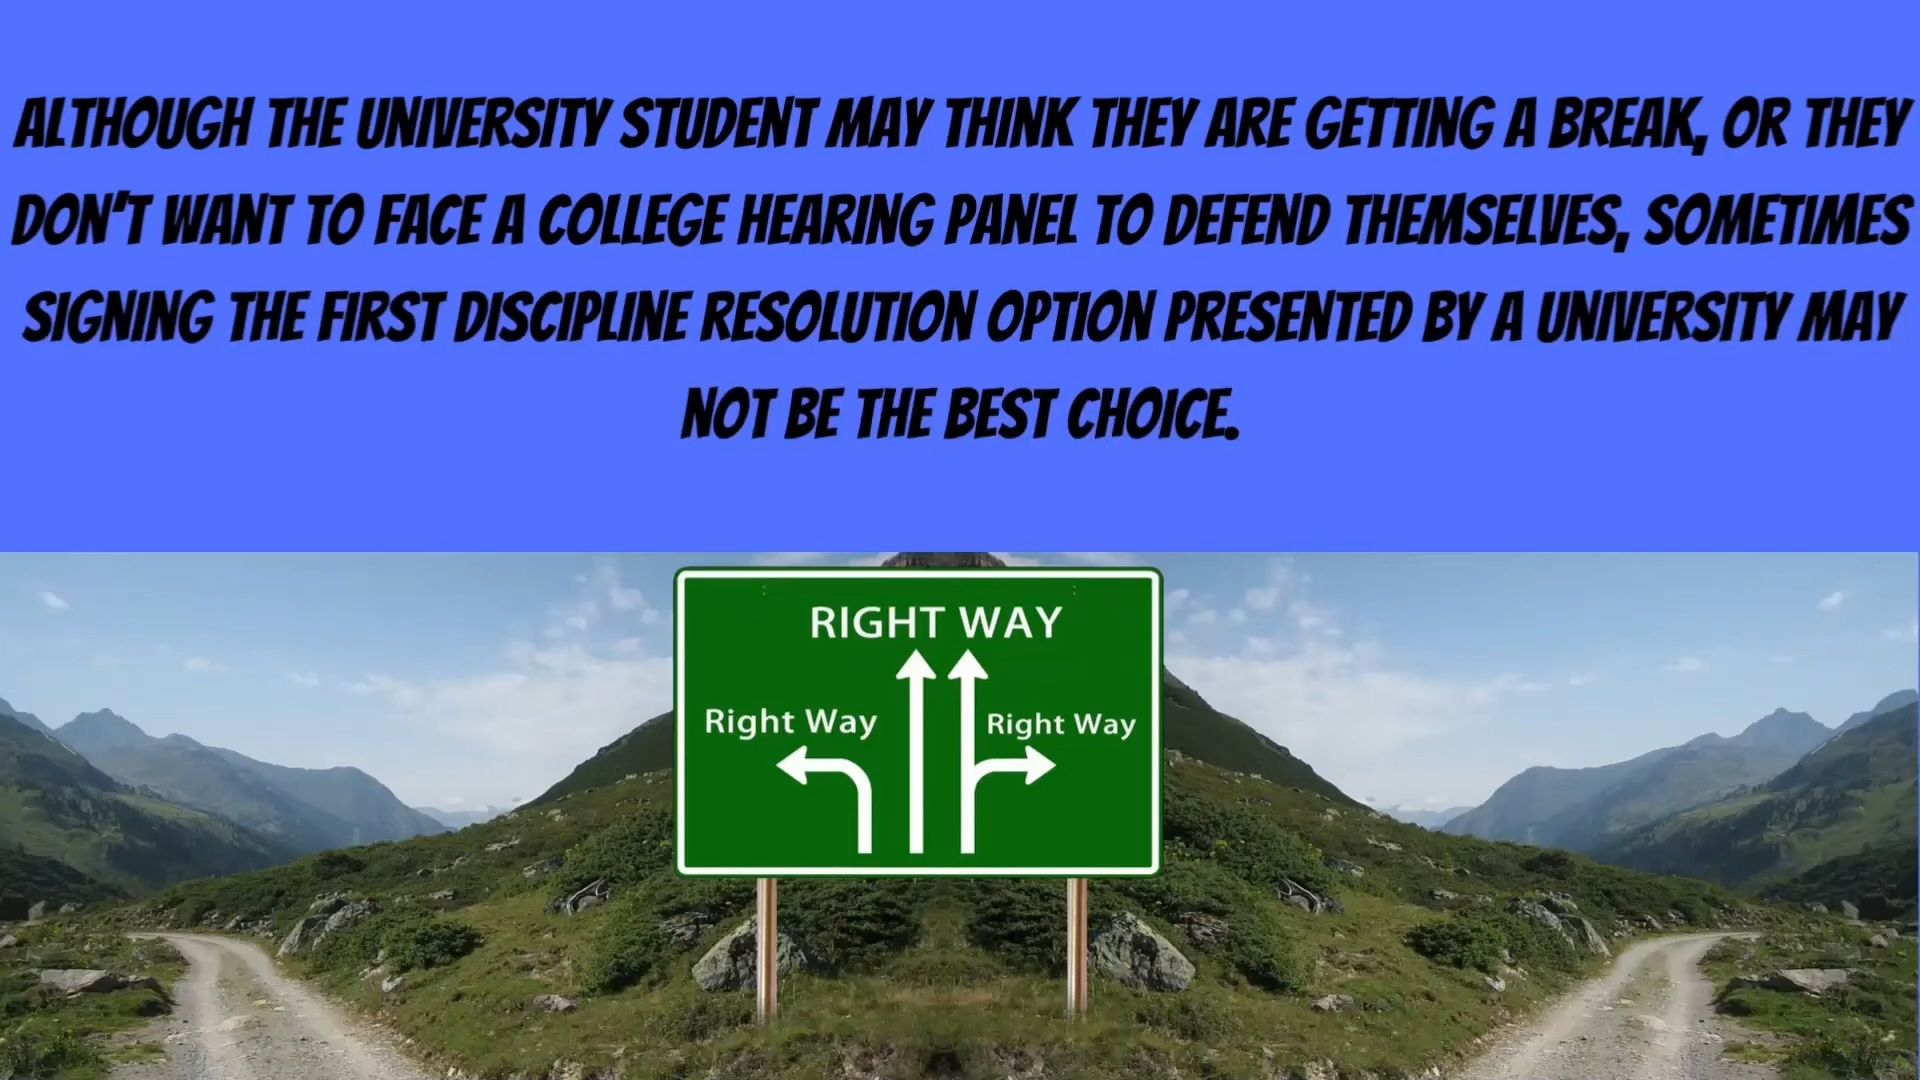 ALTHOUGH THE UNIVERSITY STUDENT MAY THINK THEY ARE GETTING A BREAK, OR THEY
DON'T WANT TO FACE A COLLEGE HEARING PANEL TO DEFEND THEMSELVES, SOMETIMES
SIGNING THE FIRST DISCIPLINE RESOLUTION OPTION PRESENTED BY A UNIVERSITY MAY
NOT BE THE BEST CHOICE.
RIGHT WAY
Right Way
Right Way